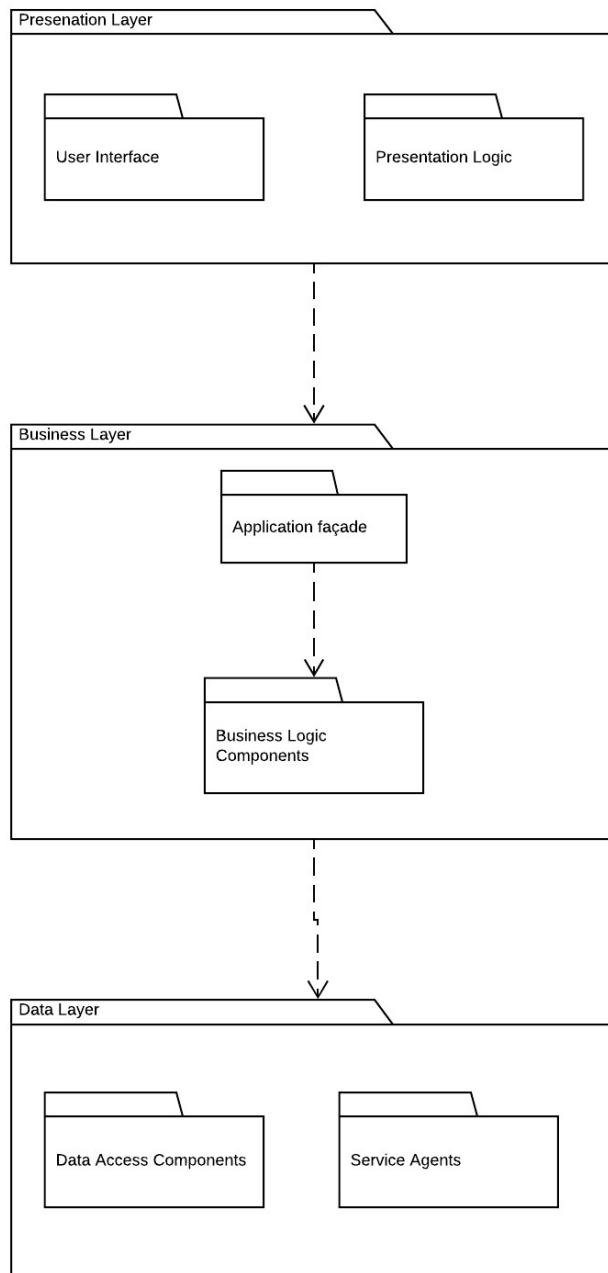 Presenation Layer
User Interface
Presentation Logic
Business Layer
Application façade
Business Logic
Components
Data Layer
Data Access Components
Service Agents